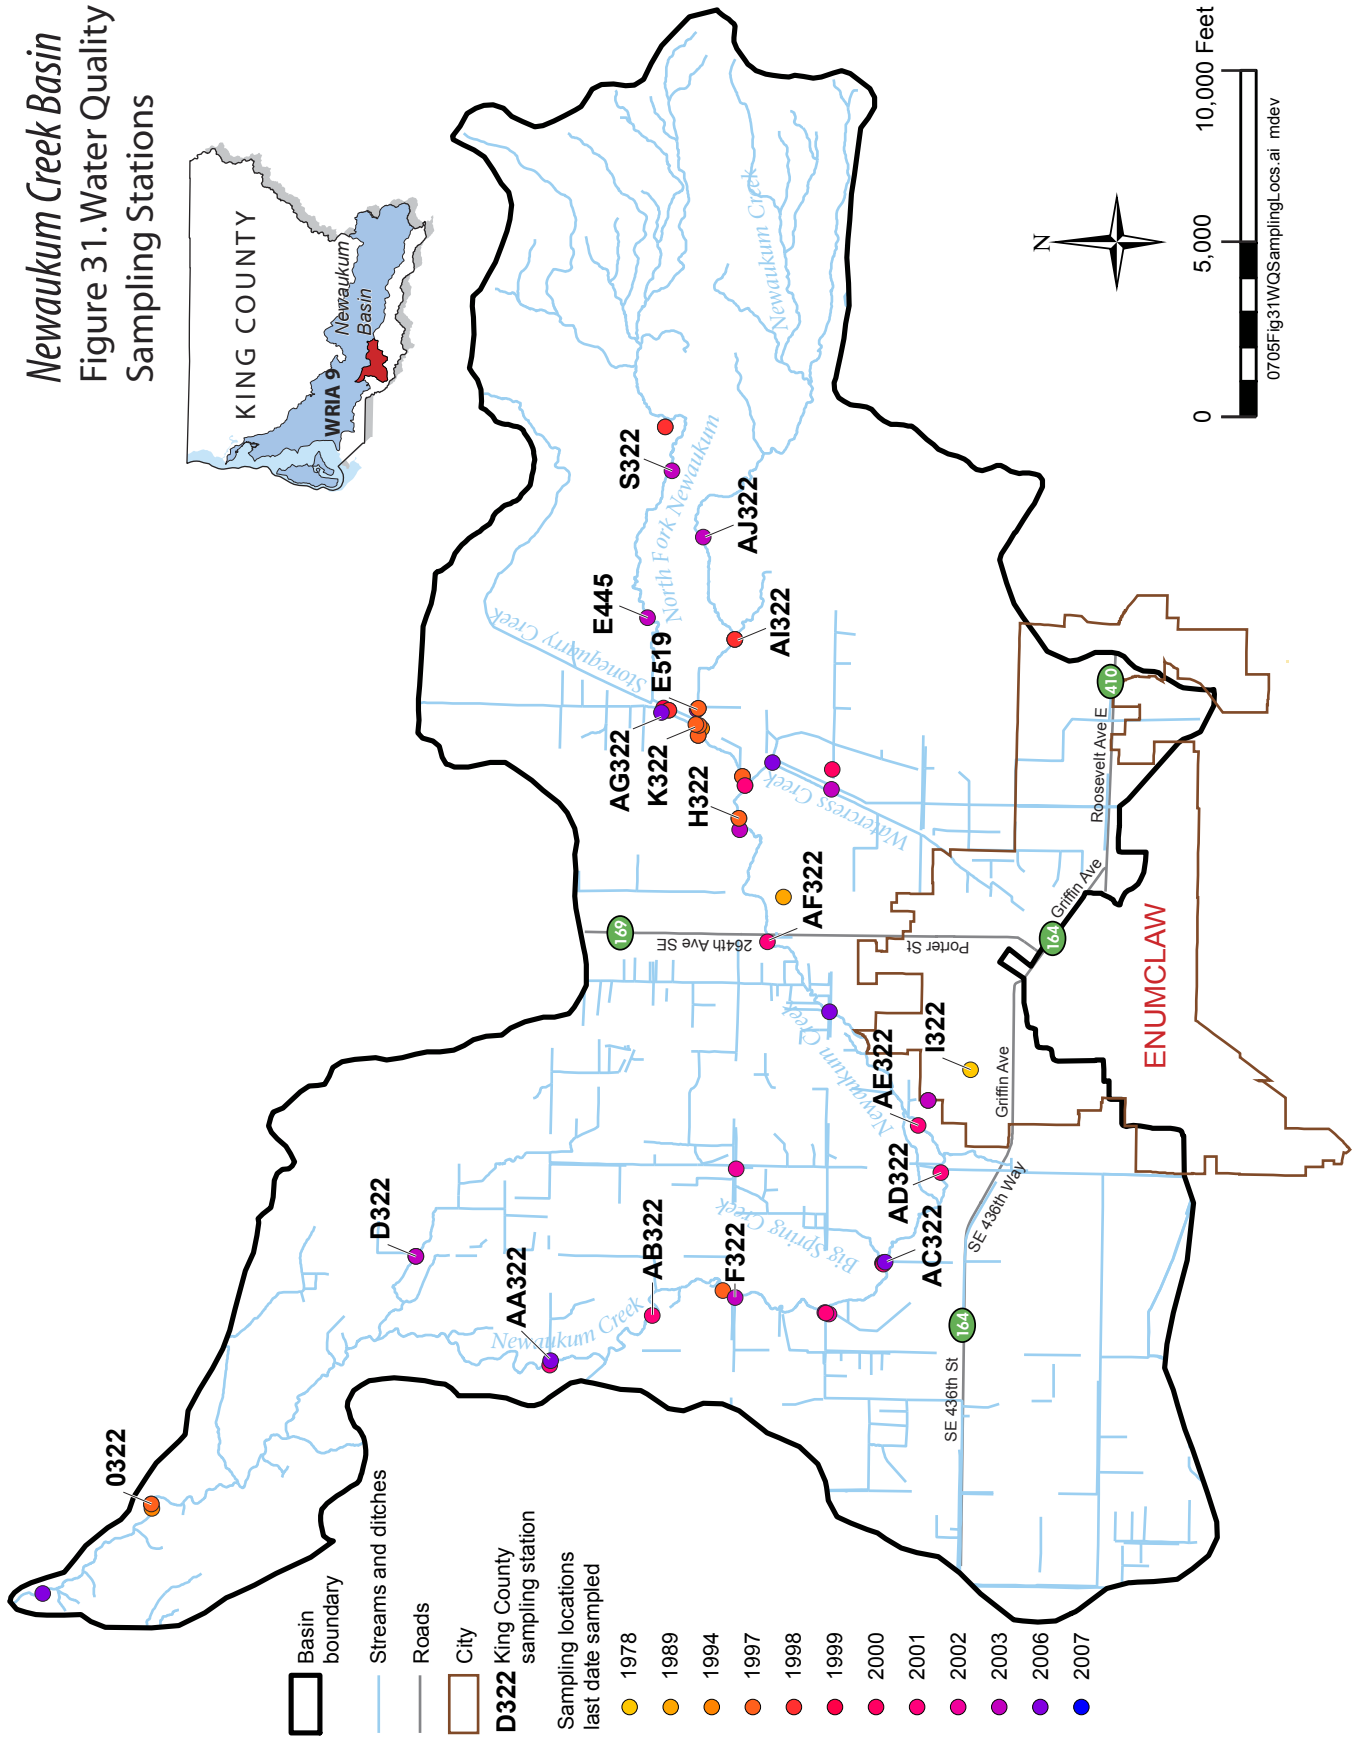 Newaukum Creek Basin
Figure 31. Water Quality
Sampling Stations
KING COUNTY
WRIA 9
Newaukum
Basin
0322
D322
AA322
AB322
F322
AC322
AD322
AE322
I322
AF322
H322
K322
AG322
E519
E445
S322
AJ322
AI322
Newaukum Creek
Big Spring Creek
Newaukum Creek
Watercress Creek
Stonequarry Creek
North Fork Newaukum
Newaukum Creek
Newaukum Creek
169
264th Ave SE
Porter St
164
Griffin Ave
Griffin Ave
Roosevelt Ave E
410
SE 436th Way
164
SE 436th St
ENUMCLAW
N
0
5,000
10,000 Feet
0705Fig31WQSamplingLocs.ai mdev
Basin
boundary
Streams and ditches
Roads
City
D322 King County
sampling station
Sampling locations
last date sampled
1978
1989
1994
1997
1998
1999
2000
2001
2002
2003
2006
2007